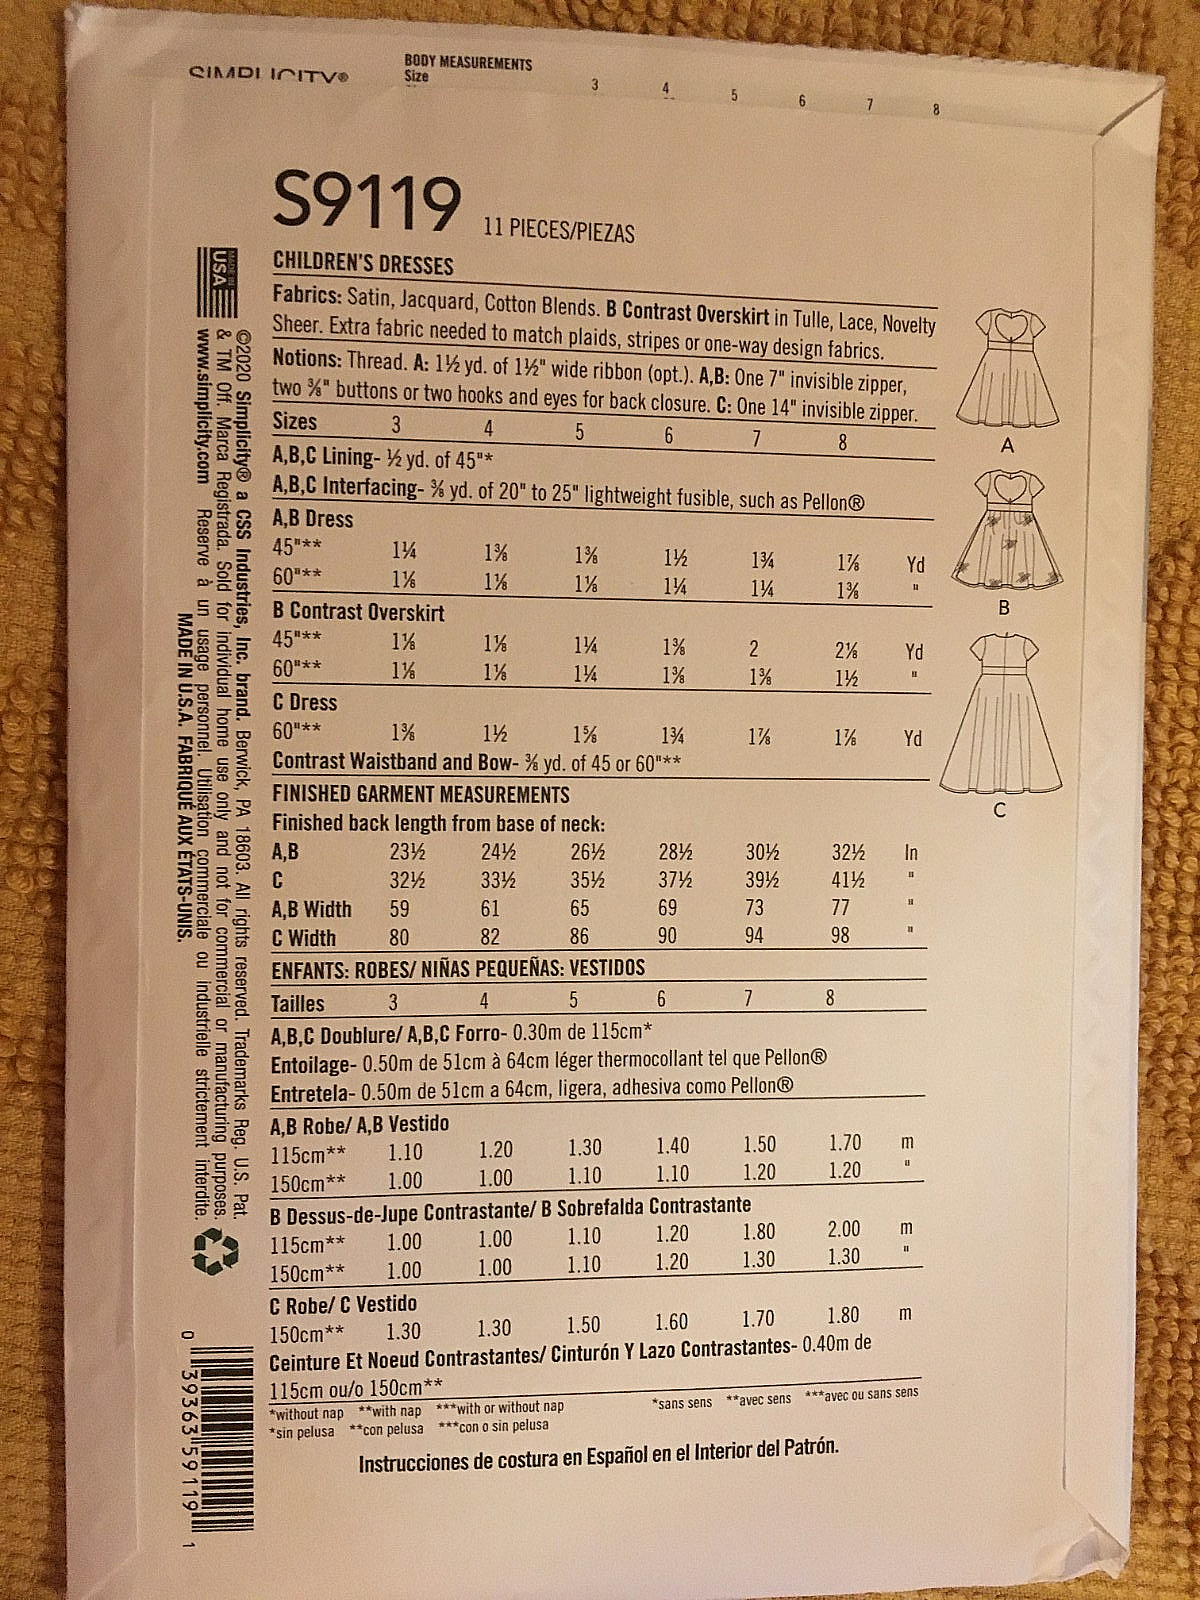 SIMPLICITY®
BODY MEASUREMENTS
Size 3 4 5 6 7 8
S9119 11 PIECES/PIEZAS
CHILDREN'S DRESSES
Fabrics: Satin, Jacquard, Cotton Blends. B Contrast Overskirt in Tulle, Lace, Novelty
Sheer. Extra fabric needed to match plaids, stripes or one-way design fabrics.
Notions: Thread. A: 1½ yd. of 1½" wide ribbon (opt.). A,B: One 7" invisible zipper,
two ⅜" buttons or two hooks and eyes for back closure. C: One 14" invisible zipper.
Sizes 3 4 5 6 7 8
A,B,C Lining- ½ yd. of 45"*
A,B,C Interfacing- ⅝ yd. of 20" to 25" lightweight fusible, such as Pellon®
A,B Dress
45"** 1¼ 1⅜ 1⅜ 1½ 1¾ 1⅞ Yd
60"** 1⅛ 1⅛ 1⅛ 1¼ 1¼ 1⅜ "
B Contrast Overskirt
45"** 1⅛ 1⅛ 1¼ 1⅜ 2 2⅛ Yd
60"** 1⅛ 1⅛ 1¼ 1⅜ 1⅜ 1½ "
C Dress
60"** 1⅜ 1½ 1⅝ 1¾ 1⅞ 1⅞ Yd
Contrast Waistband and Bow- ⅜ yd. of 45 or 60"**
FINISHED GARMENT MEASUREMENTS
Finished back length from base of neck:
A,B 23½ 24½ 26½ 28½ 30½ 32½ In
C 32½ 33½ 35½ 37½ 39½ 41½ "
A,B Width 59 61 65 69 73 77 "
C Width 80 82 86 90 94 98 "
ENFANTS: ROBES/ NIÑAS PEQUEÑAS: VESTIDOS
Tailles 3 4 5 6 7 8
A,B,C Doublure/ A,B,C Forro- 0.30m de 115cm*
Entoilage- 0.50m de 51cm à 64cm léger thermocollant tel que Pellon®
Entretela- 0.50m de 51cm a 64cm, ligera, adhesiva como Pellon®
A,B Robe/ A,B Vestido
115cm** 1.10 1.20 1.30 1.40 1.50 1.70 m
150cm** 1.00 1.00 1.10 1.10 1.20 1.20 "
B Dessus-de-Jupe Contrastante/ B Sobrefalda Contrastante
115cm** 1.00 1.00 1.10 1.20 1.80 2.00 m
150cm** 1.00 1.00 1.10 1.20 1.30 1.30 "
C Robe/ C Vestido
150cm** 1.30 1.30 1.50 1.60 1.70 1.80 m
Ceinture Et Noeud Contrastantes/ Cinturón Y Lazo Contrastantes- 0.40m de
115cm ou/o 150cm**
*without nap **with nap ***with or without nap *sans sens **avec sens ***avec ou sans sens
*sin pelusa **con pelusa ***con o sin pelusa
Instrucciones de costura en Español en el Interior del Patrón.
A
B
C
MADE IN USA
©2020 Simplicity® a CSS Industries, Inc. brand. Berwick, PA 18603. All rights reserved. Trademarks Reg. U.S. Pat.
& TM Off. Marca Registrada. Sold for individual home use only and not for commercial or manufacturing purposes.
www.simplicity.com Reserve à un usage personnel. Utilisation commerciale ou industrielle strictement interdite.
MADE IN U.S.A. FABRIQUÉ AUX ÉTATS-UNIS.
0 39363 59119 1